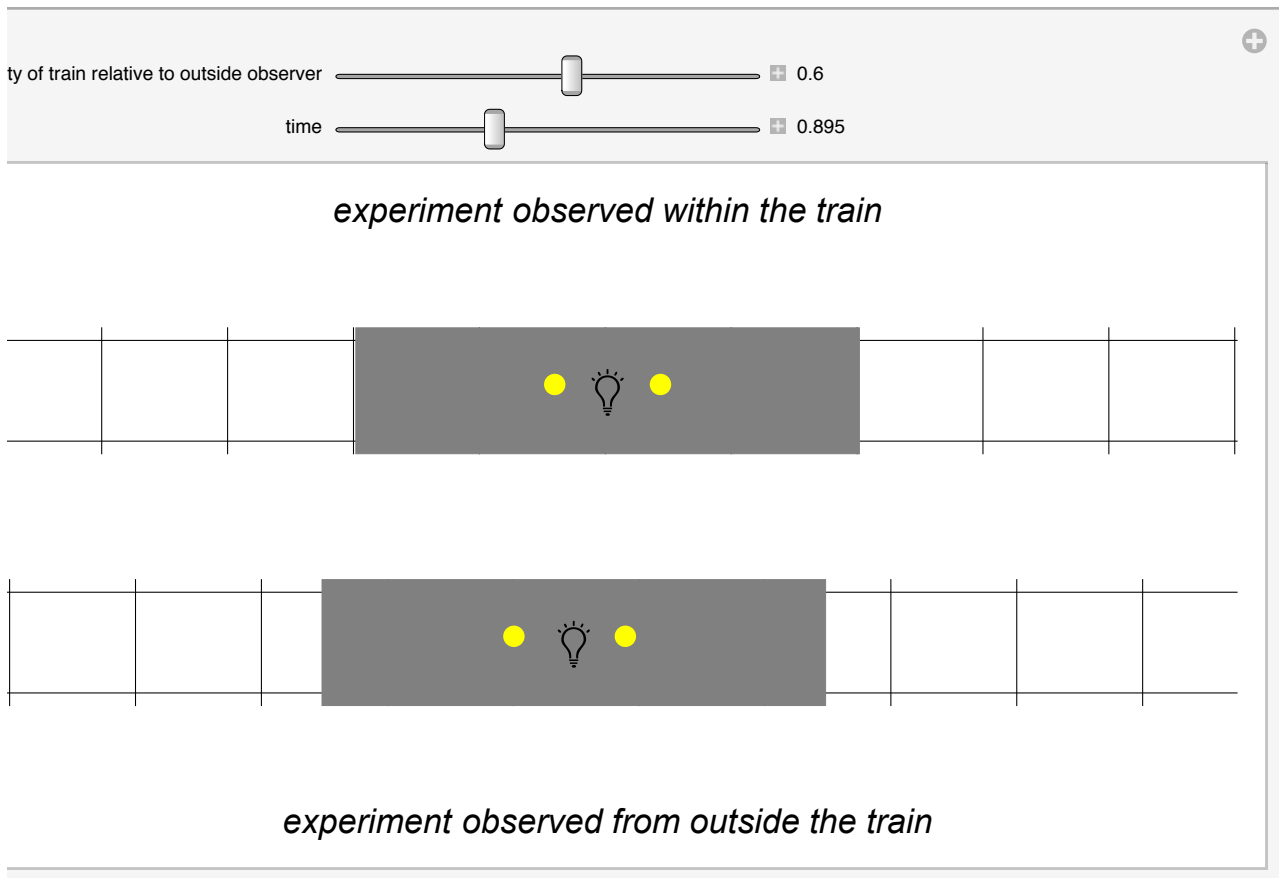 ty of train relative to outside observer 0.6
time 0.895
experiment observed within the train
experiment observed from outside the train